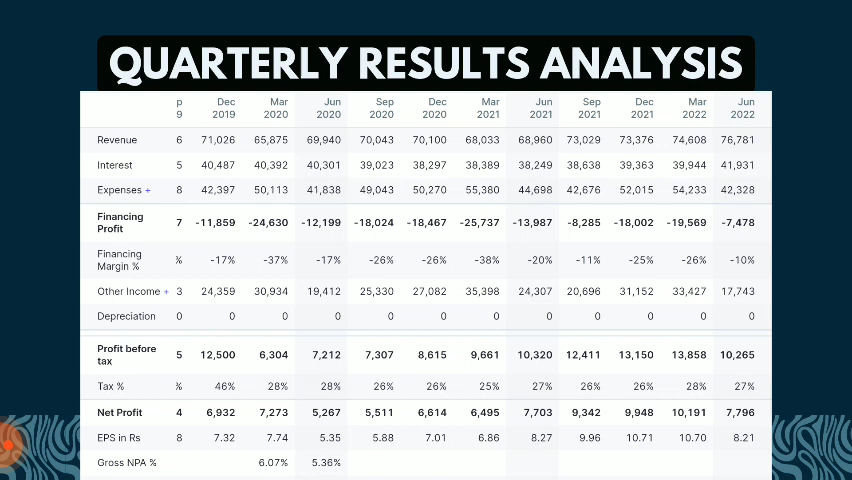 QUARTERLY RESULTS ANALYSIS
p Dec Mar Jun Sep Dec Mar Jun Sep Dec Mar Jun
9 2019 2020 2020 2020 2020 2021 2021 2021 2021 2022 2022
Revenue 6 71,026 65,875 69,940 70,043 70,100 68,033 68,960 73,029 73,376 74,608 76,781
Interest 5 40,487 40,392 40,301 39,023 38,297 38,389 38,249 38,638 39,363 39,944 41,931
Expenses + 8 42,397 50,113 41,838 49,043 50,270 55,380 44,698 42,676 52,015 54,233 42,328
Financing
Profit 7 -11,859 -24,630 -12,199 -18,024 -18,467 -25,737 -13,987 -8,285 -18,002 -19,569 -7,478
Financing
Margin % % -17% -37% -17% -26% -26% -38% -20% -11% -25% -26% -10%
Other Income + 3 24,359 30,934 19,412 25,330 27,082 35,398 24,307 20,696 31,152 33,427 17,743
Depreciation 0 0 0 0 0 0 0 0 0 0 0 0
Profit before
tax 5 12,500 6,304 7,212 7,307 8,615 9,661 10,320 12,411 13,150 13,858 10,265
Tax % % 46% 28% 28% 26% 26% 25% 27% 26% 26% 28% 27%
Net Profit 4 6,932 7,273 5,267 5,511 6,614 6,495 7,703 9,342 9,948 10,191 7,796
EPS in Rs 8 7.32 7.74 5.35 5.88 7.01 6.86 8.27 9.96 10.71 10.70 8.21
Gross NPA % 6.07% 5.36%